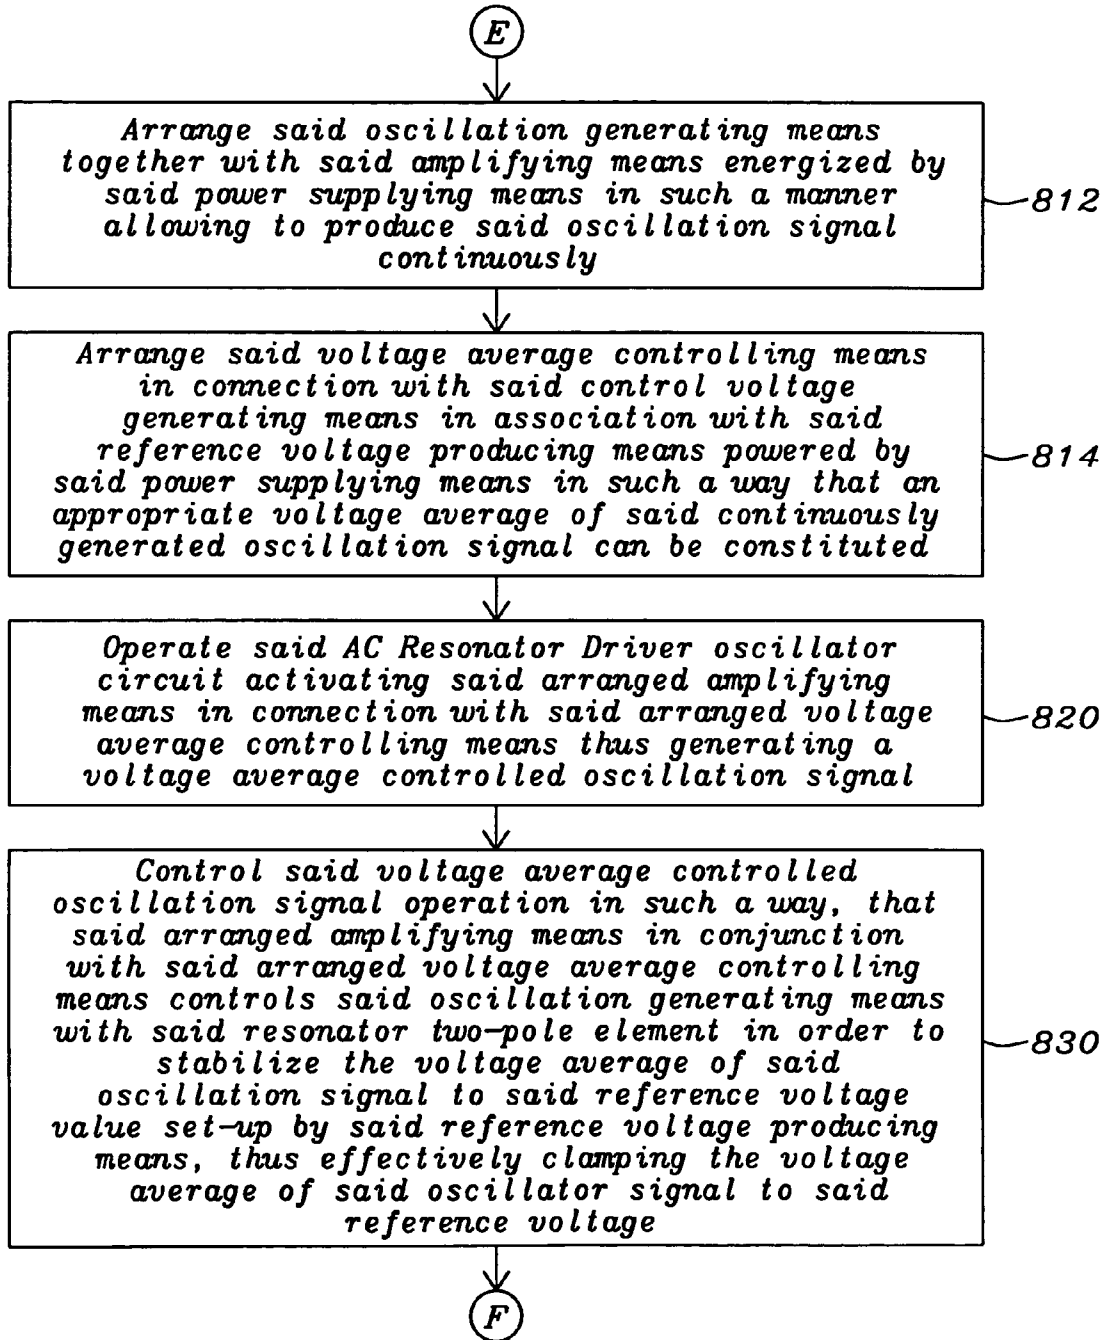 E
Arrange said oscillation generating means
together with said amplifying means energized by
said power supplying means in such a manner
allowing to produce said oscillation signal
continuously
812
Arrange said voltage average controlling means
in connection with said control voltage
generating means in association with said
reference voltage producing means powered by
said power supplying means in such a way that an
appropriate voltage average of said continuously
generated oscillation signal can be constituted
814
Operate said AC Resonator Driver oscillator
circuit activating said arranged amplifying
means in connection with said arranged voltage
average controlling means thus generating a
voltage average controlled oscillation signal
820
Control said voltage average controlled
oscillation signal operation in such a way, that
said arranged amplifying means in conjunction
with said arranged voltage average controlling
means controls said oscillation generating means
with said resonator two-pole element in order to
stabilize the voltage average of said
oscillation signal to said reference voltage
value set-up by said reference voltage producing
means, thus effectively clamping the voltage
average of said oscillator signal to said
reference voltage
830
F